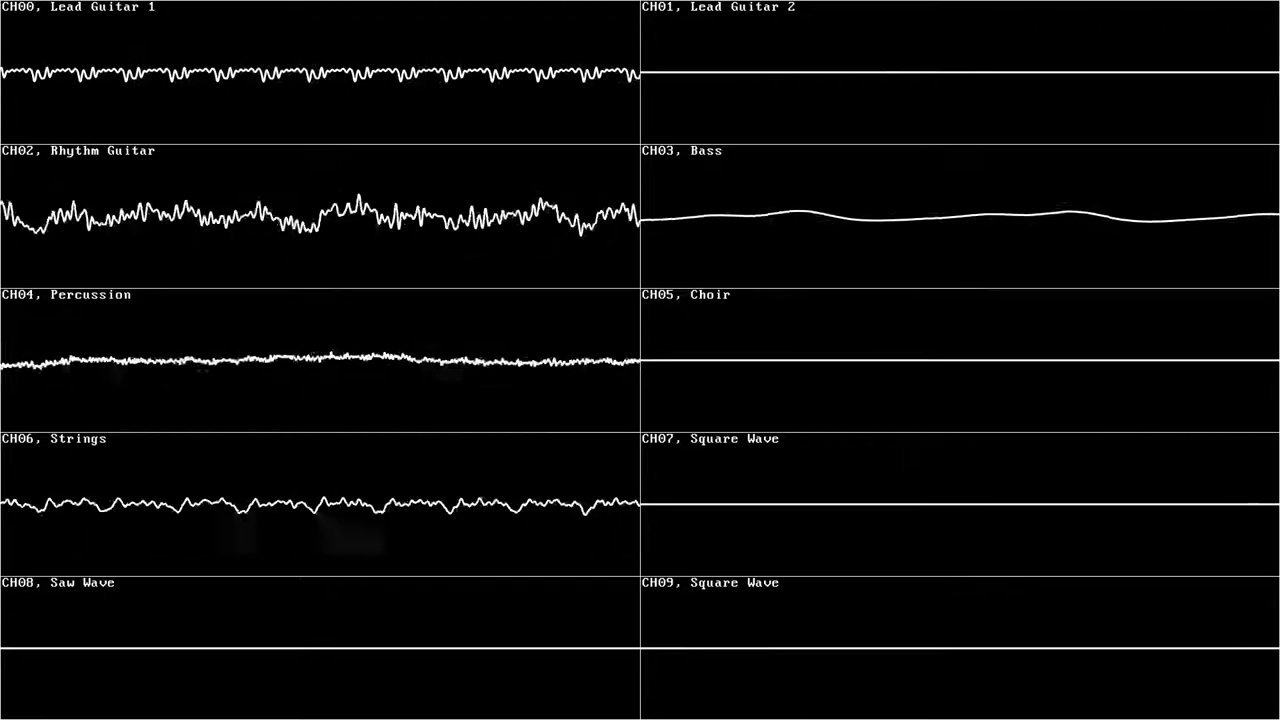 CH00, Lead Guitar 1
CH01, Lead Guitar 2
CH02, Rhythm Guitar
CH03, Bass
CH04, Percussion
CH05, Choir
CH06, Strings
CH07, Square Wave
CH08, Saw Wave
CH09, Square Wave